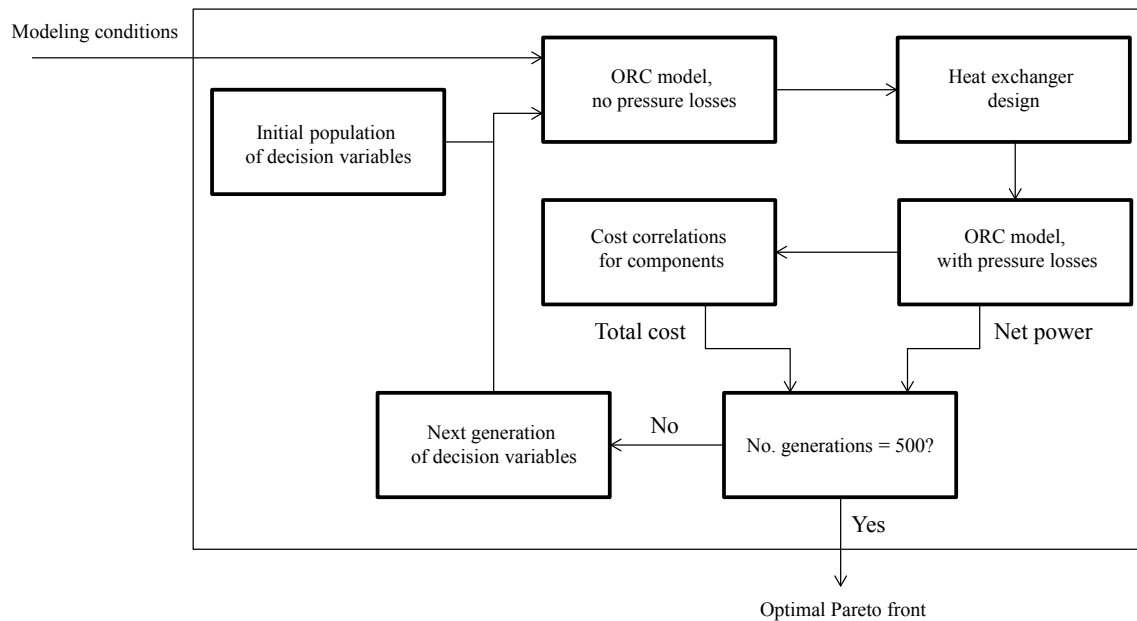 Modeling conditions
ORC model,
no pressure losses
Heat exchanger
design
Initial population
of decision variables
Cost correlations
for components
ORC model,
with pressure losses
Total cost
Net power
Next generation
of decision variables
No
No. generations = 500?
Yes
Optimal Pareto front